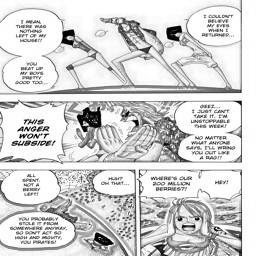 I COULDN'T
BELIEVE
MY EYES
WHEN I
RETURNED...
I MEAN,
THERE WAS
NOTHING
LEFT OF MY
HOUSE!!
YOU
BEAT UP
MY BOYS
PRETTY
GOOD TOO...
GEEZ...
I JUST CAN'T
TAKE IT. I'M
UNSTOPPABLE
THIS WEEK!
NO MATTER
WHAT ANYONE
SAYS, I'LL WRING
YOU OUT LIKE
A RAG!!
THIS
ANGER
WON'T
SUBSIDE!
HEY!
WHERE'S OUR
200 MILLION
BERRIES?!
HUH?
OH THAT...
ALL
SPENT.
NOT A
BERRY
LEFT!
YOU PROBABLY
STOLE IT FROM
SOMEWHERE ANYWAY,
SO DON'T ACT SO
HIGH AND MIGHTY,
YOU PIRATES!